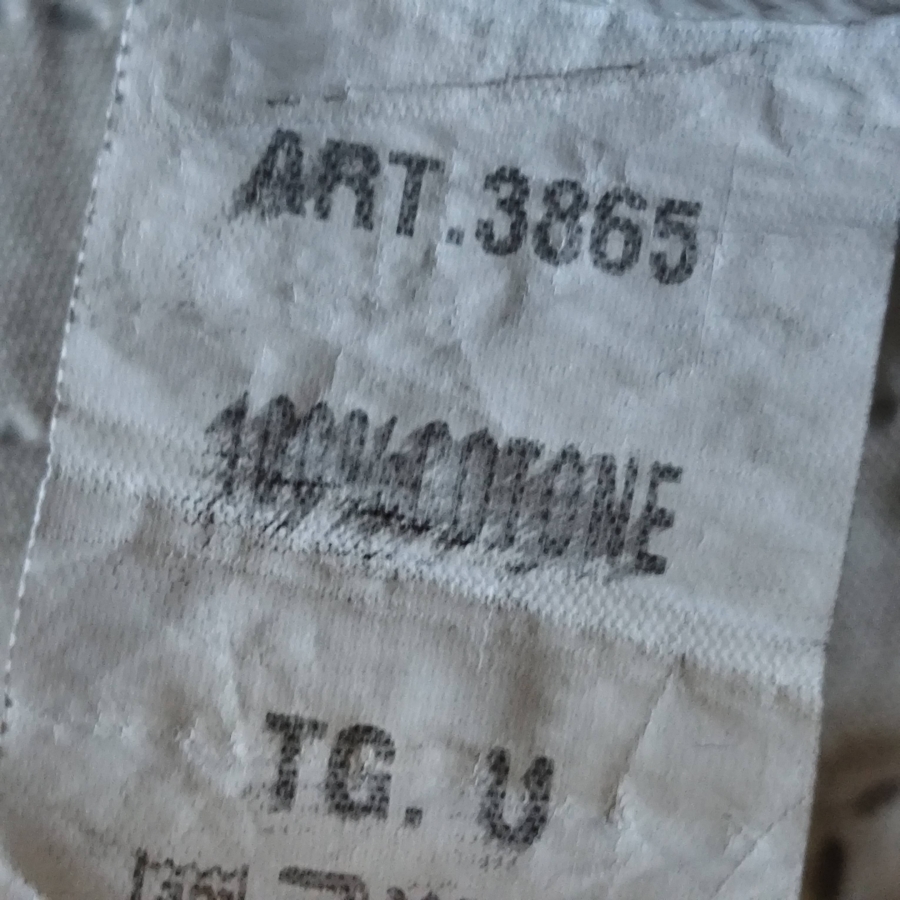 ART.3865
100% COTONE
TG. U